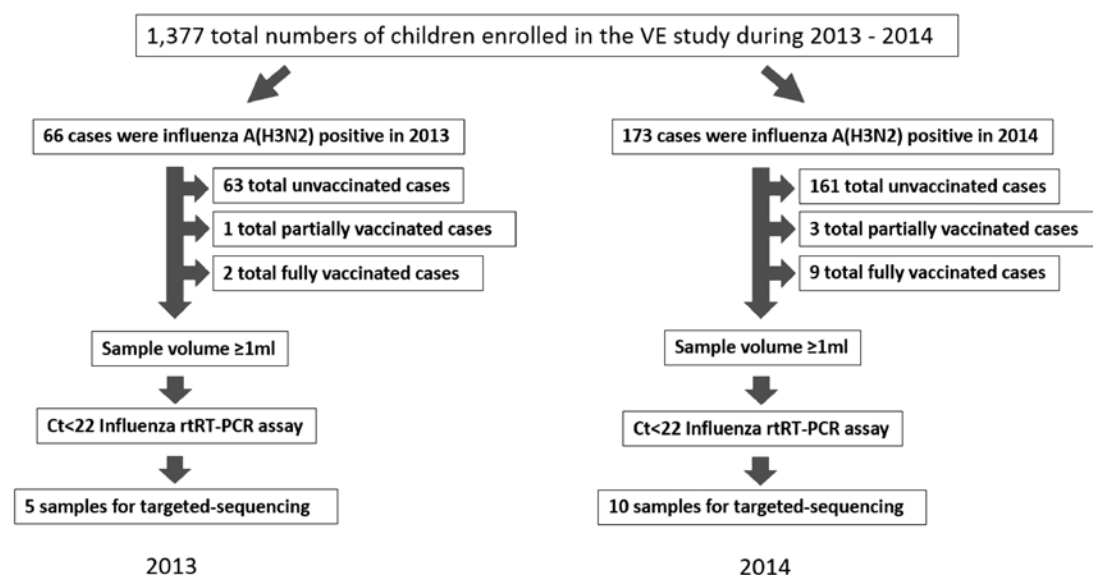 1,377 total numbers of children enrolled in the VE study during 2013 - 2014
66 cases were influenza A(H3N2) positive in 2013
63 total unvaccinated cases
1 total partially vaccinated cases
2 total fully vaccinated cases
Sample volume ≥1ml
Ct<22 Influenza rtRT-PCR assay
5 samples for targeted-sequencing
2013
173 cases were influenza A(H3N2) positive in 2014
161 total unvaccinated cases
3 total partially vaccinated cases
9 total fully vaccinated cases
Sample volume ≥1ml
Ct<22 Influenza rtRT-PCR assay
10 samples for targeted-sequencing
2014